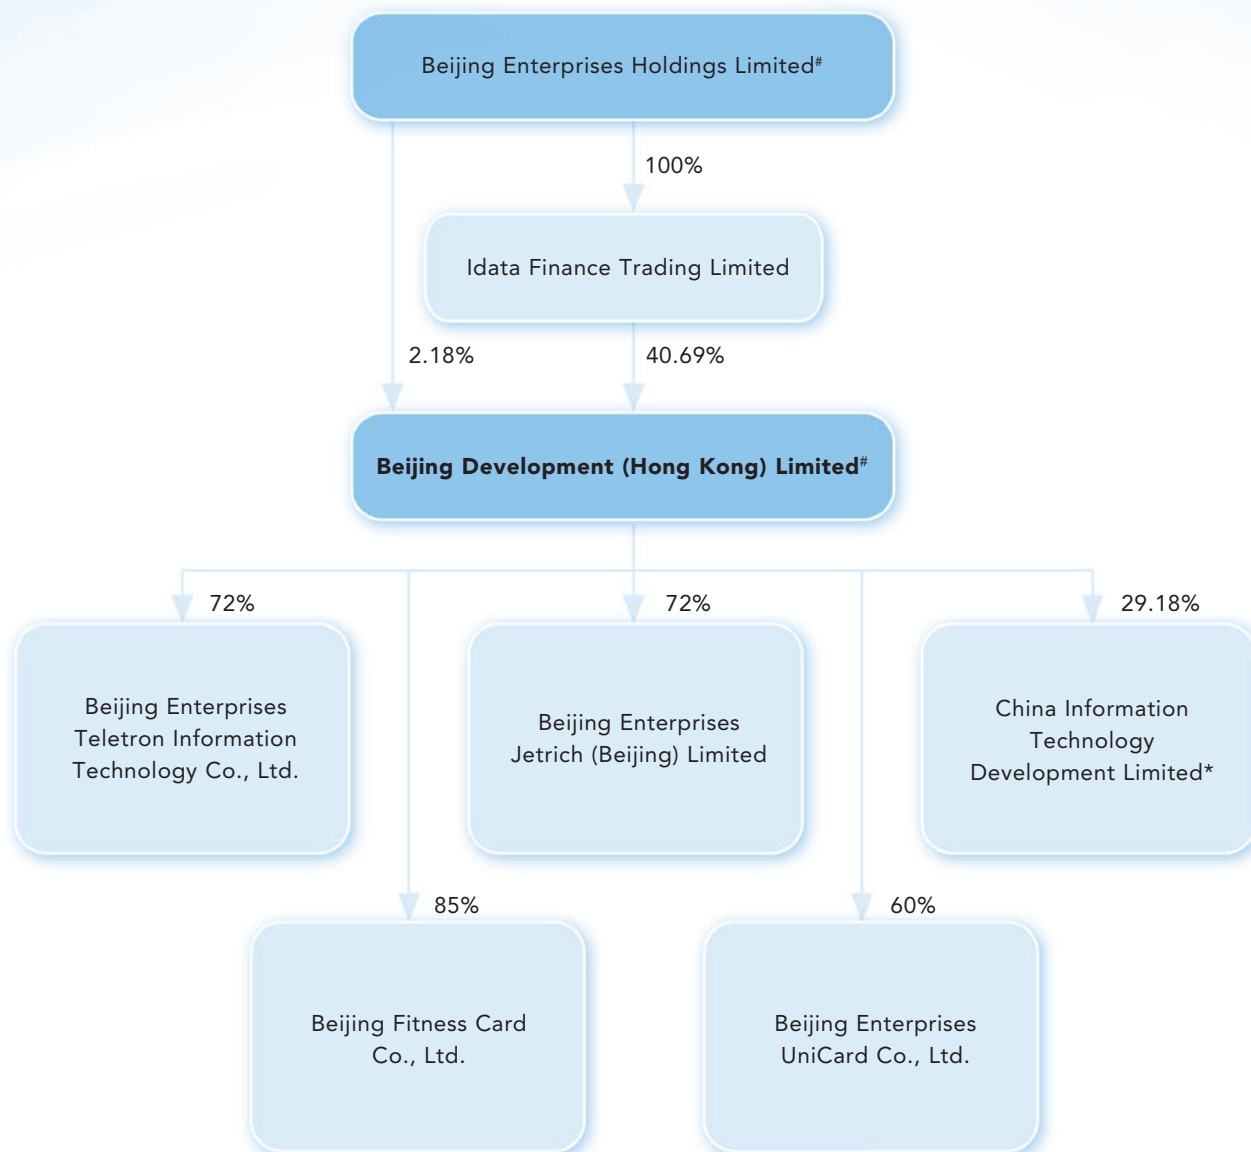 Beijing Enterprises Holdings Limited#
100%
Idata Finance Trading Limited
2.18%
40.69%
Beijing Development (Hong Kong) Limited#
72%
72%
29.18%
Beijing Enterprises
Teletron Information
Technology Co., Ltd.
Beijing Enterprises
Jetrich (Beijing) Limited
China Information
Technology
Development Limited*
85%
60%
Beijing Fitness Card
Co., Ltd.
Beijing Enterprises
UniCard Co., Ltd.